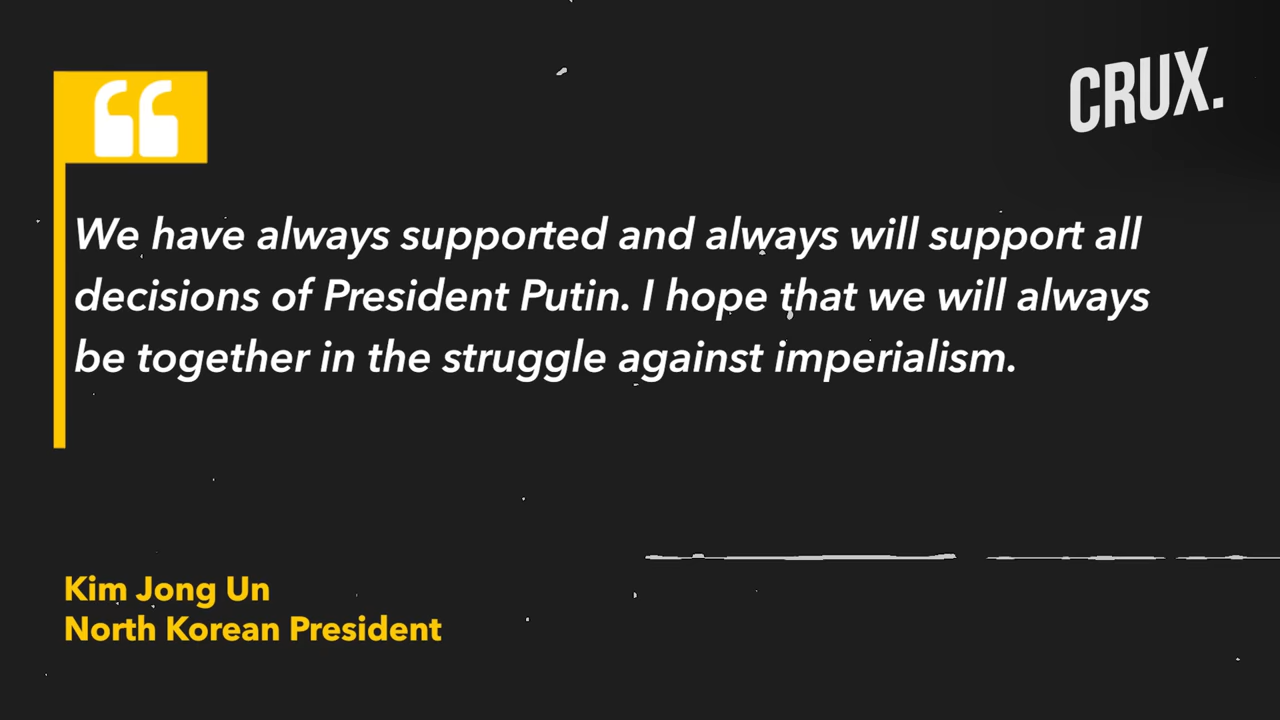 CRUX.
We have always supported and always will support all
decisions of President Putin. I hope that we will always
be together in the struggle against imperialism.
Kim Jong Un
North Korean President